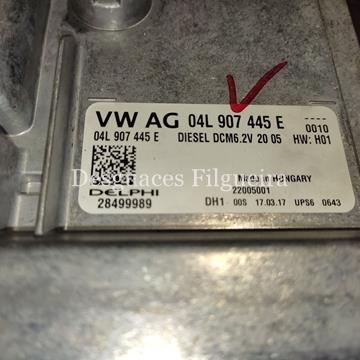 VW AG 04L 907 445 E
04L 907 445 E DIESEL DCM6.2V 20 05 0010 HW: H01
Desguaces Filgueira
Made in HUNGARY
DELPHI 22005001
28499989 DH1 00S 17.03.17 UPS6 0643